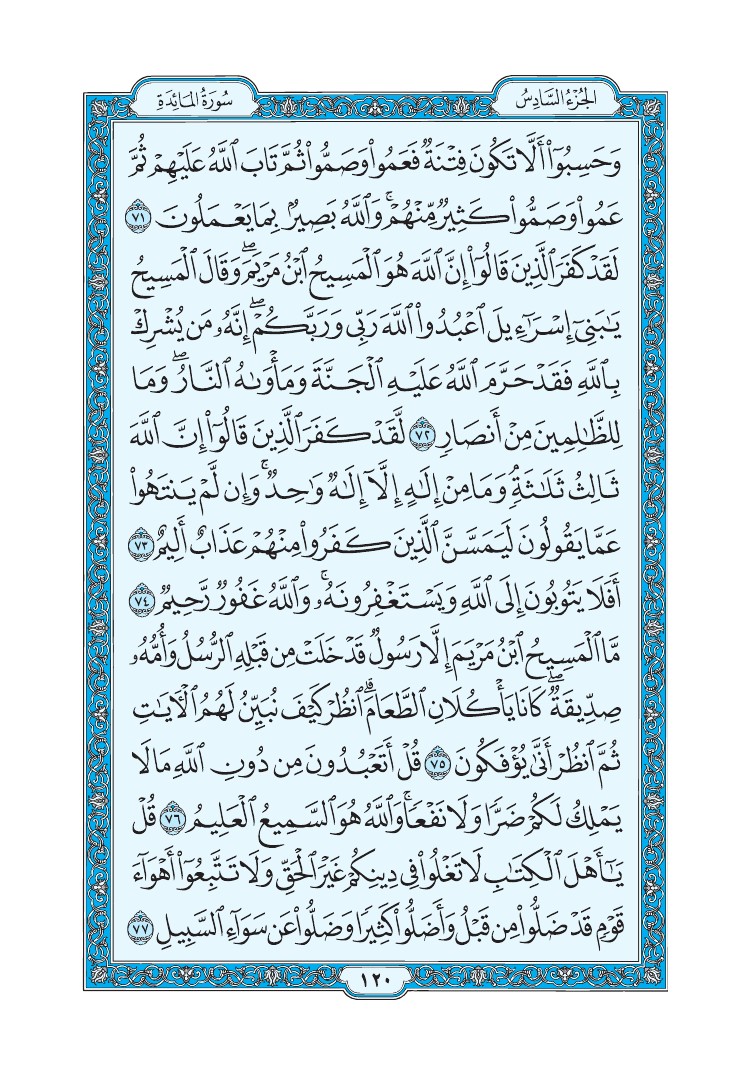 الجُزْءُ السَّادِسُ
سُورَةُ المَائِدَةِ
وَحَسِبُوٓا۟ أَلَّا تَكُونَ فِتْنَةٌ فَعَمُوا۟ وَصَمُّوا۟ ثُمَّ تَابَ ٱللَّهُ عَلَيْهِمْ ثُمَّ
عَمُوا۟ وَصَمُّوا۟ كَثِيرٌ مِّنْهُمْ ۚ وَٱللَّهُ بَصِيرٌۢ بِمَا يَعْمَلُونَ ٧١
لَقَدْ كَفَرَ ٱلَّذِينَ قَالُوٓا۟ إِنَّ ٱللَّهَ هُوَ ٱلْمَسِيحُ ٱبْنُ مَرْيَمَ ۖ وَقَالَ ٱلْمَسِيحُ
يَـٰبَنِىٓ إِسْرَٰٓءِيلَ ٱعْبُدُوا۟ ٱللَّهَ رَبِّى وَرَبَّكُمْ ۖ إِنَّهُۥ مَن يُشْرِكْ
بِٱللَّهِ فَقَدْ حَرَّمَ ٱللَّهُ عَلَيْهِ ٱلْجَنَّةَ وَمَأْوَىٰهُ ٱلنَّارُ ۖ وَمَا
لِلظَّـٰلِمِينَ مِنْ أَنصَارٍ ٧٢ لَّقَدْ كَفَرَ ٱلَّذِينَ قَالُوٓا۟ إِنَّ ٱللَّهَ
ثَالِثُ ثَلَـٰثَةٍ ۘ وَمَا مِنْ إِلَـٰهٍ إِلَّآ إِلَـٰهٌ وَٰحِدٌ ۚ وَإِن لَّمْ يَنتَهُوا۟
عَمَّا يَقُولُونَ لَيَمَسَّنَّ ٱلَّذِينَ كَفَرُوا۟ مِنْهُمْ عَذَابٌ أَلِيمٌ ٧٣
أَفَلَا يَتُوبُونَ إِلَى ٱللَّهِ وَيَسْتَغْفِرُونَهُۥ ۚ وَٱللَّهُ غَفُورٌ رَّحِيمٌ ٧٤
مَّا ٱلْمَسِيحُ ٱبْنُ مَرْيَمَ إِلَّا رَسُولٌ قَدْ خَلَتْ مِن قَبْلِهِ ٱلرُّسُلُ وَأُمُّهُۥ
صِدِّيقَةٌ ۖ كَانَا يَأْكُلَانِ ٱلطَّعَامَ ۗ ٱنظُرْ كَيْفَ نُبَيِّنُ لَهُمُ ٱلْـَٔايَـٰتِ
ثُمَّ ٱنظُرْ أَنَّىٰ يُؤْفَكُونَ ٧٥ قُلْ أَتَعْبُدُونَ مِن دُونِ ٱللَّهِ مَا لَا
يَمْلِكُ لَكُمْ ضَرًّا وَلَا نَفْعًا ۚ وَٱللَّهُ هُوَ ٱلسَّمِيعُ ٱلْعَلِيمُ ٧٦ قُلْ
يَـٰٓأَهْلَ ٱلْكِتَـٰبِ لَا تَغْلُوا۟ فِى دِينِكُمْ غَيْرَ ٱلْحَقِّ وَلَا تَتَّبِعُوٓا۟ أَهْوَآءَ
قَوْمٍ قَدْ ضَلُّوا۟ مِن قَبْلُ وَأَضَلُّوا۟ كَثِيرًا وَضَلُّوا۟ عَن سَوَآءِ ٱلسَّبِيلِ ٧٧
١٢٠